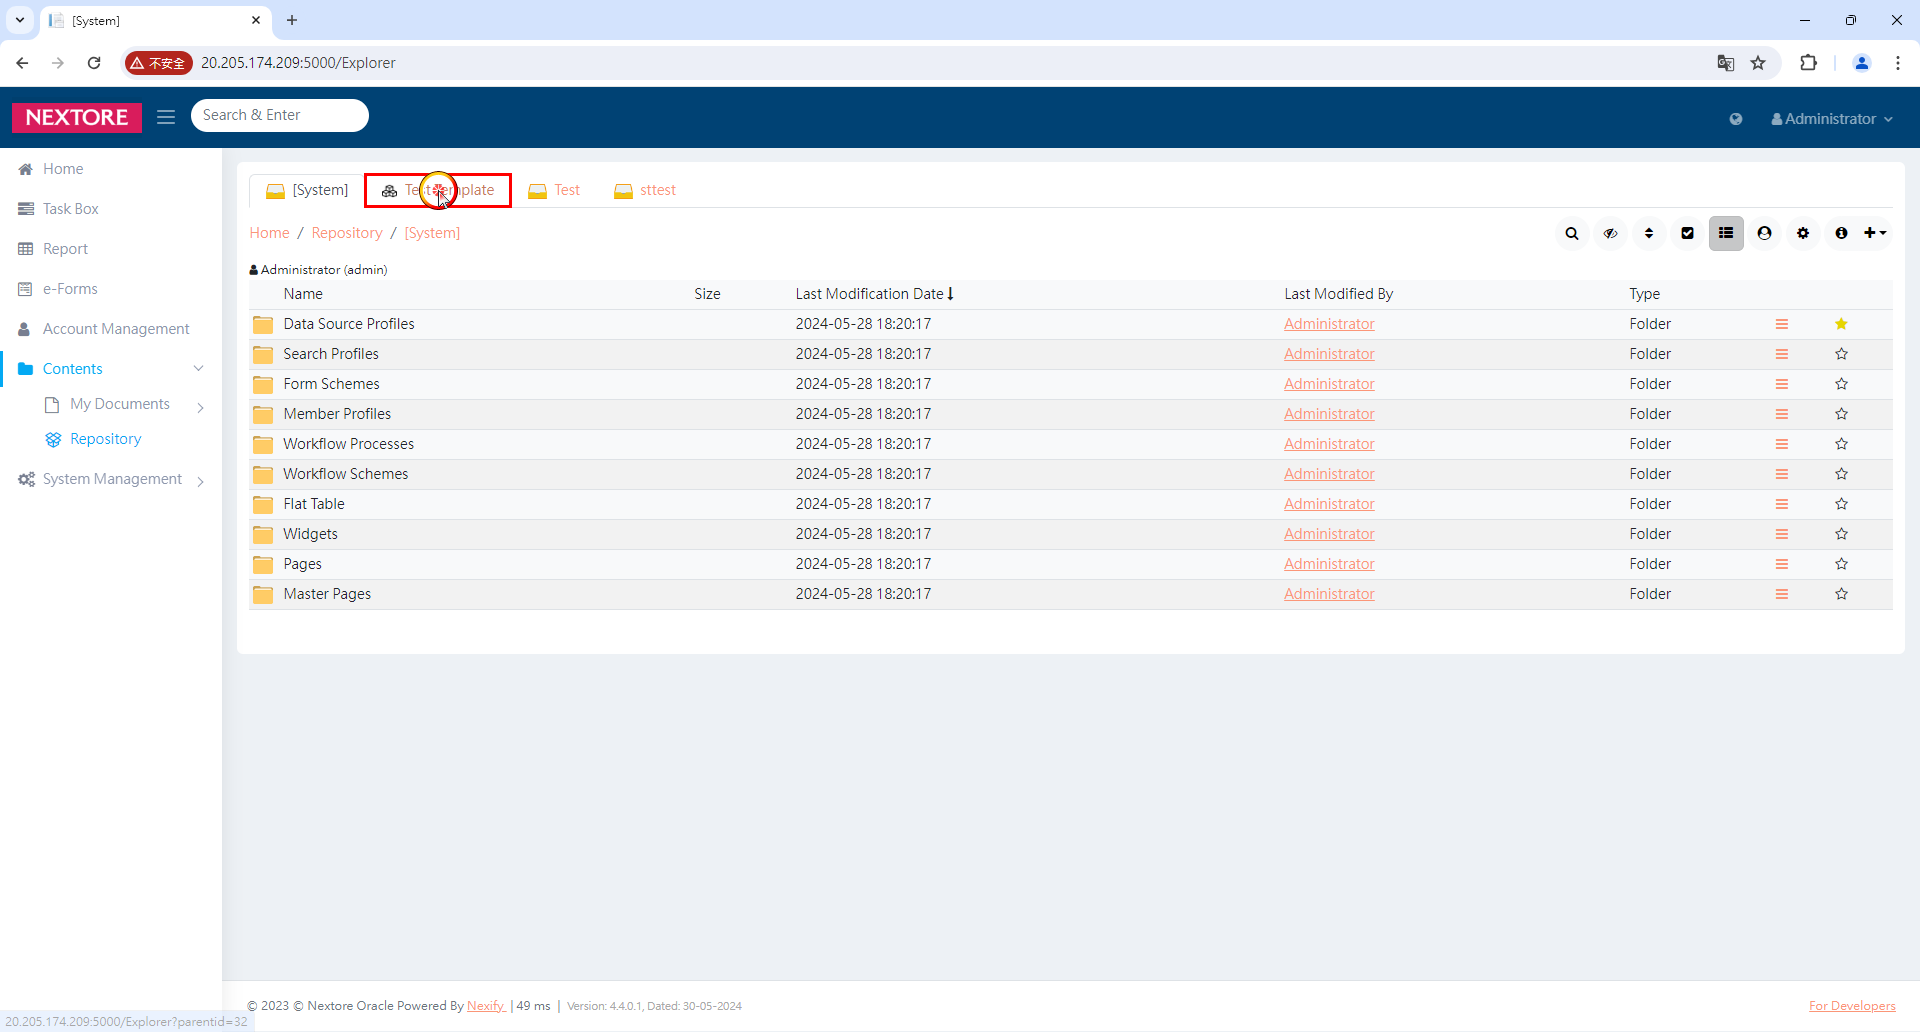 [System]
不安全
20.205.174.209:5000/Explorer
NEXTORE
Search & Enter
Administrator
Home
Task Box
Report
e-Forms
Account Management
Contents
My Documents
Repository
System Management
[System]
Test
sttest
Home / Repository / [System]
Administrator (admin)
Name Size Last Modification Date Last Modified By Type
Data Source Profiles 2024-05-28 18:20:17 Administrator Folder
Search Profiles 2024-05-28 18:20:17 Administrator Folder
Form Schemes 2024-05-28 18:20:17 Administrator Folder
Member Profiles 2024-05-28 18:20:17 Administrator Folder
Workflow Processes 2024-05-28 18:20:17 Administrator Folder
Workflow Schemes 2024-05-28 18:20:17 Administrator Folder
Flat Table 2024-05-28 18:20:17 Administrator Folder
Widgets 2024-05-28 18:20:17 Administrator Folder
Pages 2024-05-28 18:20:17 Administrator Folder
Master Pages 2024-05-28 18:20:17 Administrator Folder
© 2023 © Nextore Oracle Powered By Nexify | 49 ms | Version: 4.4.0.1, Dated: 30-05-2024
For Developers
20.205.174.209:5000/Explorer?parentid=32